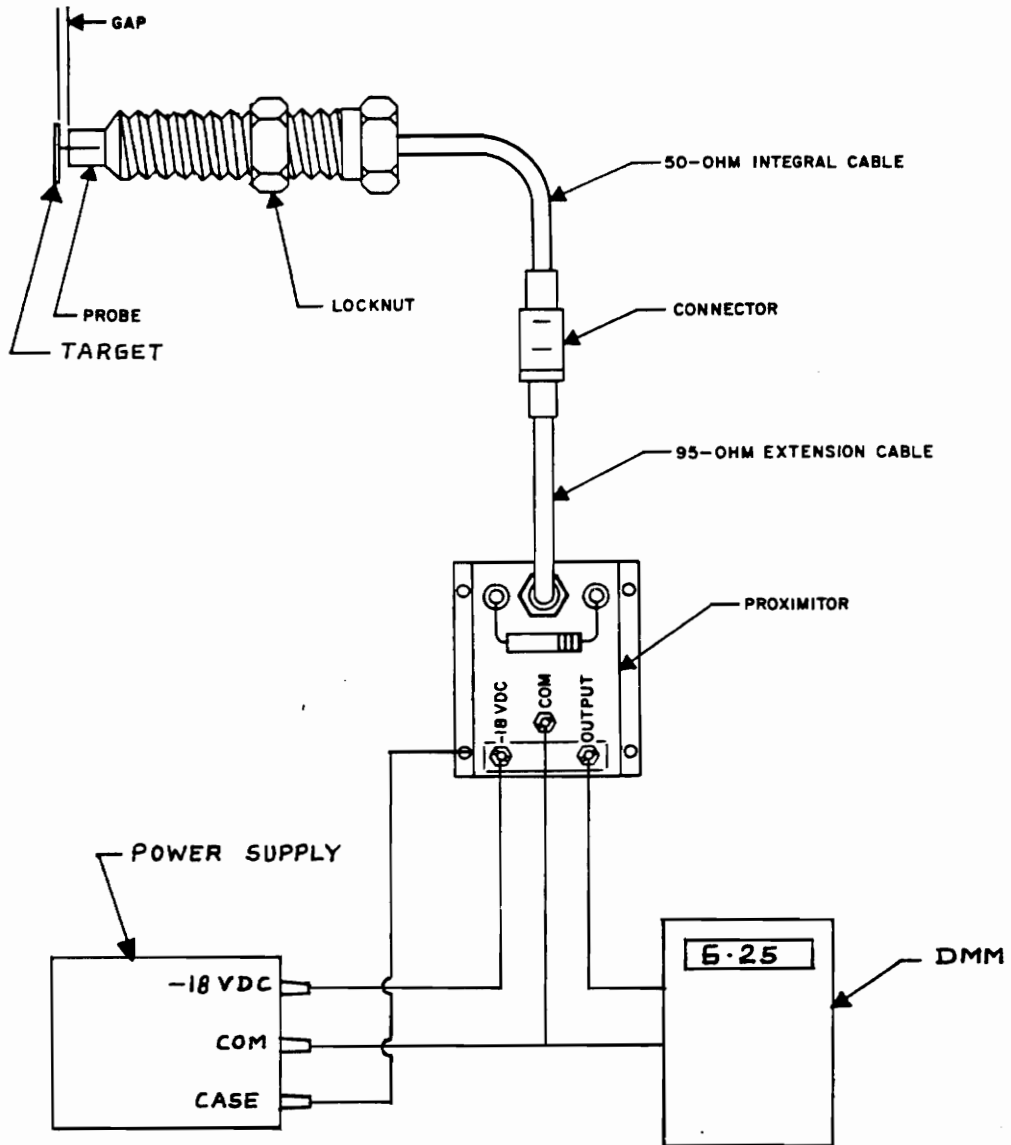 GAP
50-OHM INTEGRAL CABLE
LOCKNUT
CONNECTOR
PROBE
TARGET
95-OHM EXTENSION CABLE
PROXIMITOR
-18 VDC
COM
OUTPUT
POWER SUPPLY
6.25
DMM
-18 VDC
COM
CASE